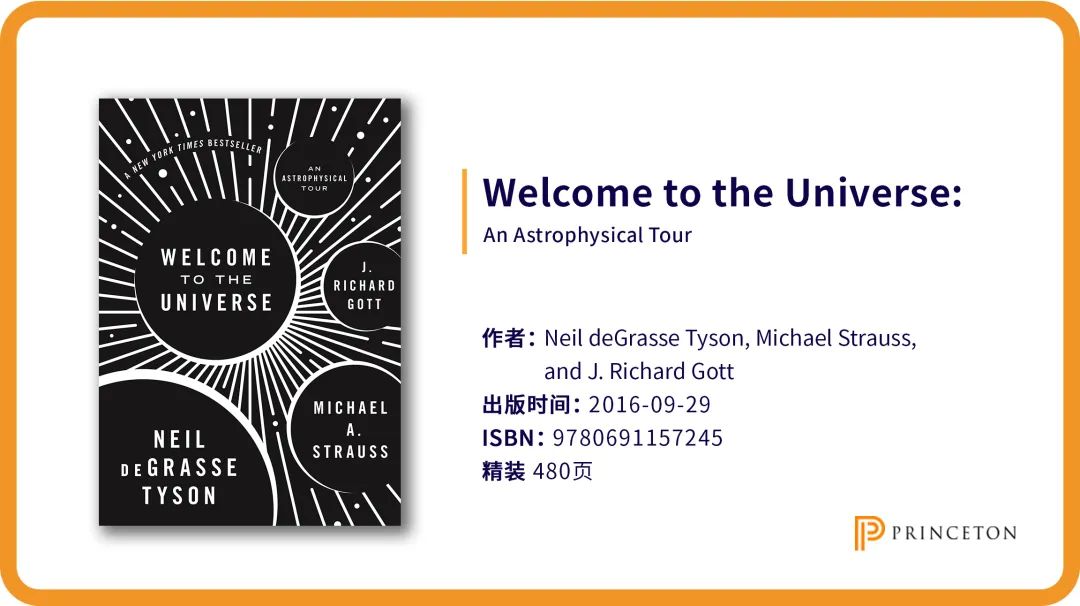 A NEW YORK TIMES BESTSELLER
AN
ASTROPHYSICAL
TOUR
WELCOME
TO THE
UNIVERSE
J.
RICHARD
GOTT
MICHAEL
A.
STRAUSS
NEIL
DEGRASSE
TYSON
Welcome to the Universe:
An Astrophysical Tour
作者：Neil deGrasse Tyson, Michael Strauss,
and J. Richard Gott
出版时间：2016-09-29
ISBN：9780691157245
精装 480页
PRINCETON